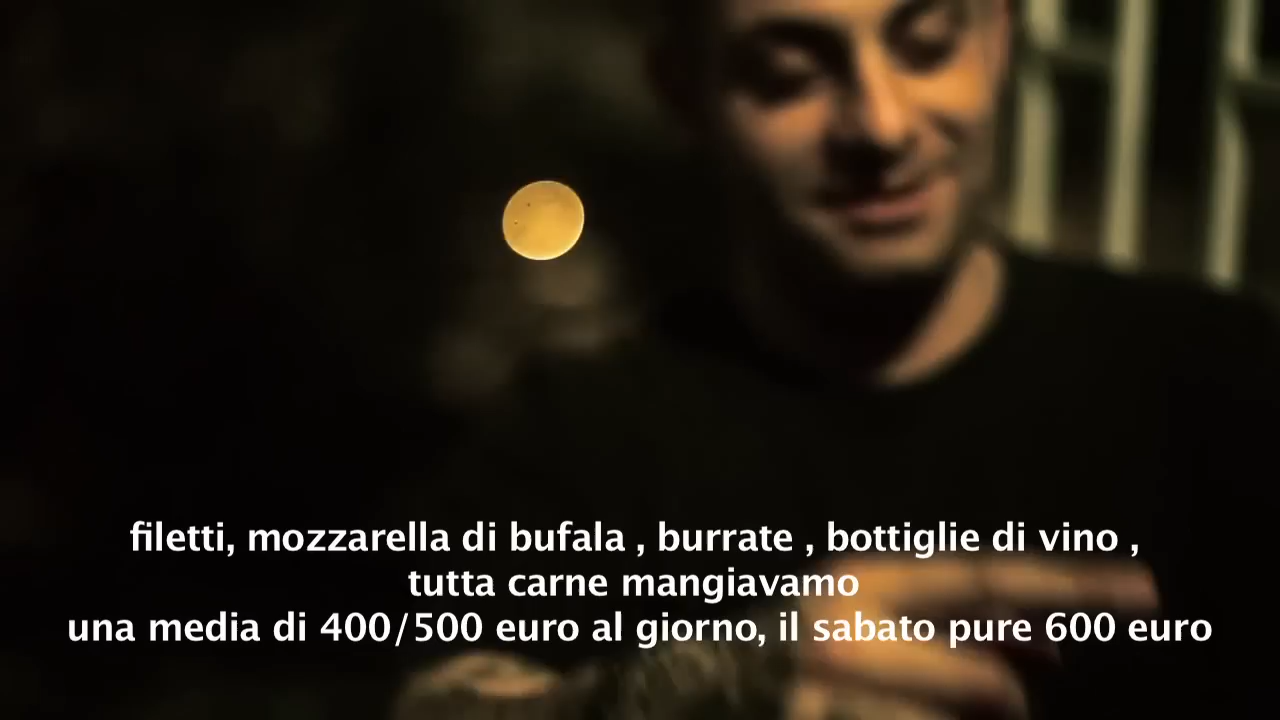 filetti, mozzarella di bufala , burrate , bottiglie di vino ,
tutta carne mangiavamo
una media di 400/500 euro al giorno, il sabato pure 600 euro